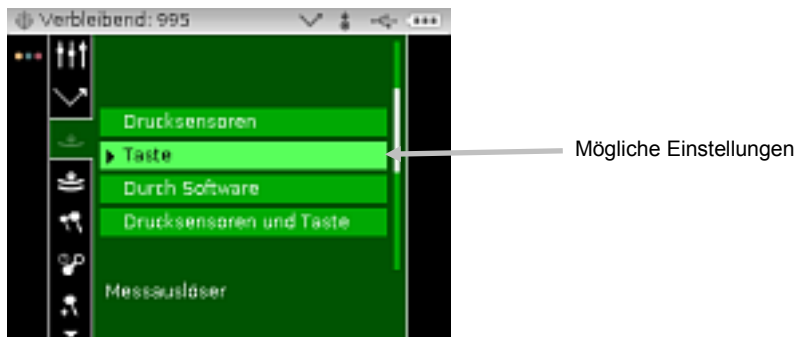 Verbleibend: 995
Drucksensoren
Taste
Durch Software
Drucksensoren und Taste
Messauslöser
Mögliche Einstellungen